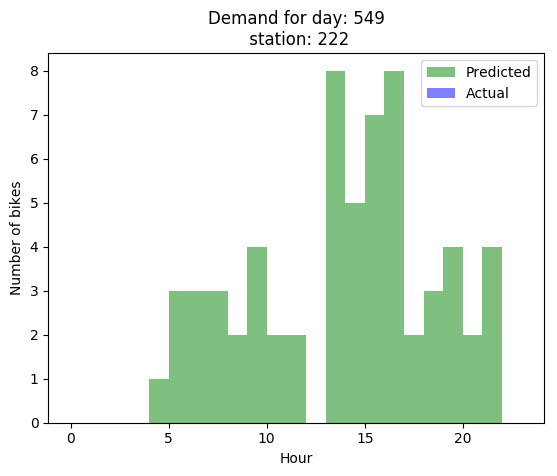 Demand for day: 549
station: 222
Predicted
Actual
Number of bikes
8
7
6
5
4
3
2
1
0
0 5 10 15 20
Hour